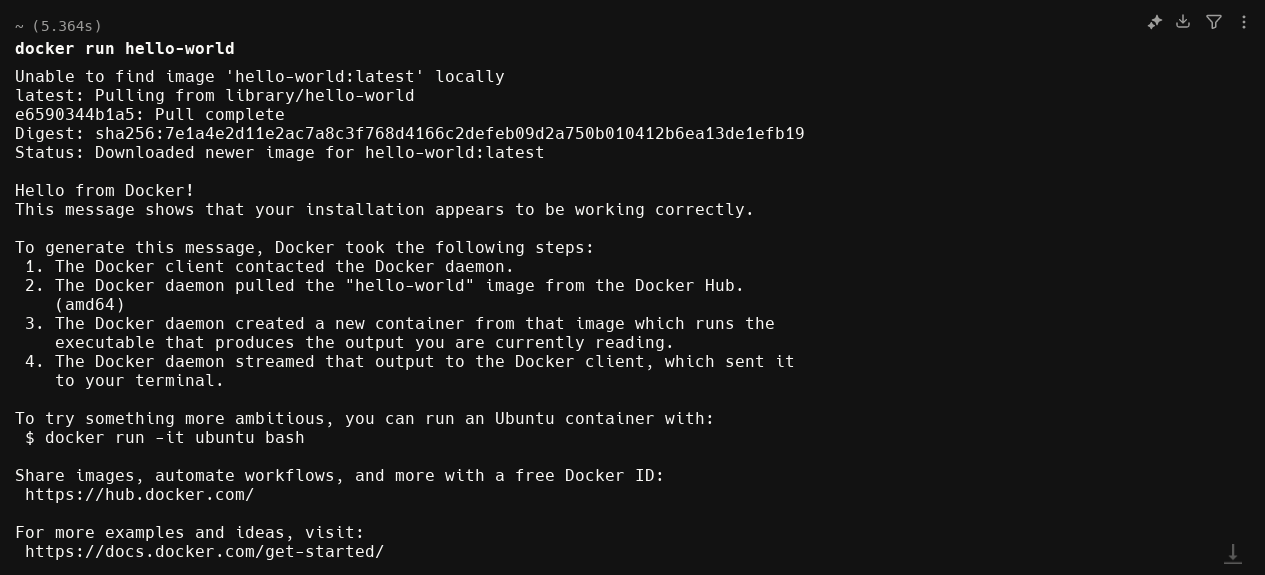 ~ (5.364s)
docker run hello-world
Unable to find image 'hello-world:latest' locally
latest: Pulling from library/hello-world
e6590344b1a5: Pull complete
Digest: sha256:7e1a4e2d11e2ac7a8c3f768d4166c2defeb09d2a750b010412b6ea13de1efb19
Status: Downloaded newer image for hello-world:latest

Hello from Docker!
This message shows that your installation appears to be working correctly.

To generate this message, Docker took the following steps:
 1. The Docker client contacted the Docker daemon.
 2. The Docker daemon pulled the "hello-world" image from the Docker Hub.
    (amd64)
 3. The Docker daemon created a new container from that image which runs the
    executable that produces the output you are currently reading.
 4. The Docker daemon streamed that output to the Docker client, which sent it
    to your terminal.

To try something more ambitious, you can run an Ubuntu container with:
 $ docker run -it ubuntu bash

Share images, automate workflows, and more with a free Docker ID:
 https://hub.docker.com/

For more examples and ideas, visit:
 https://docs.docker.com/get-started/